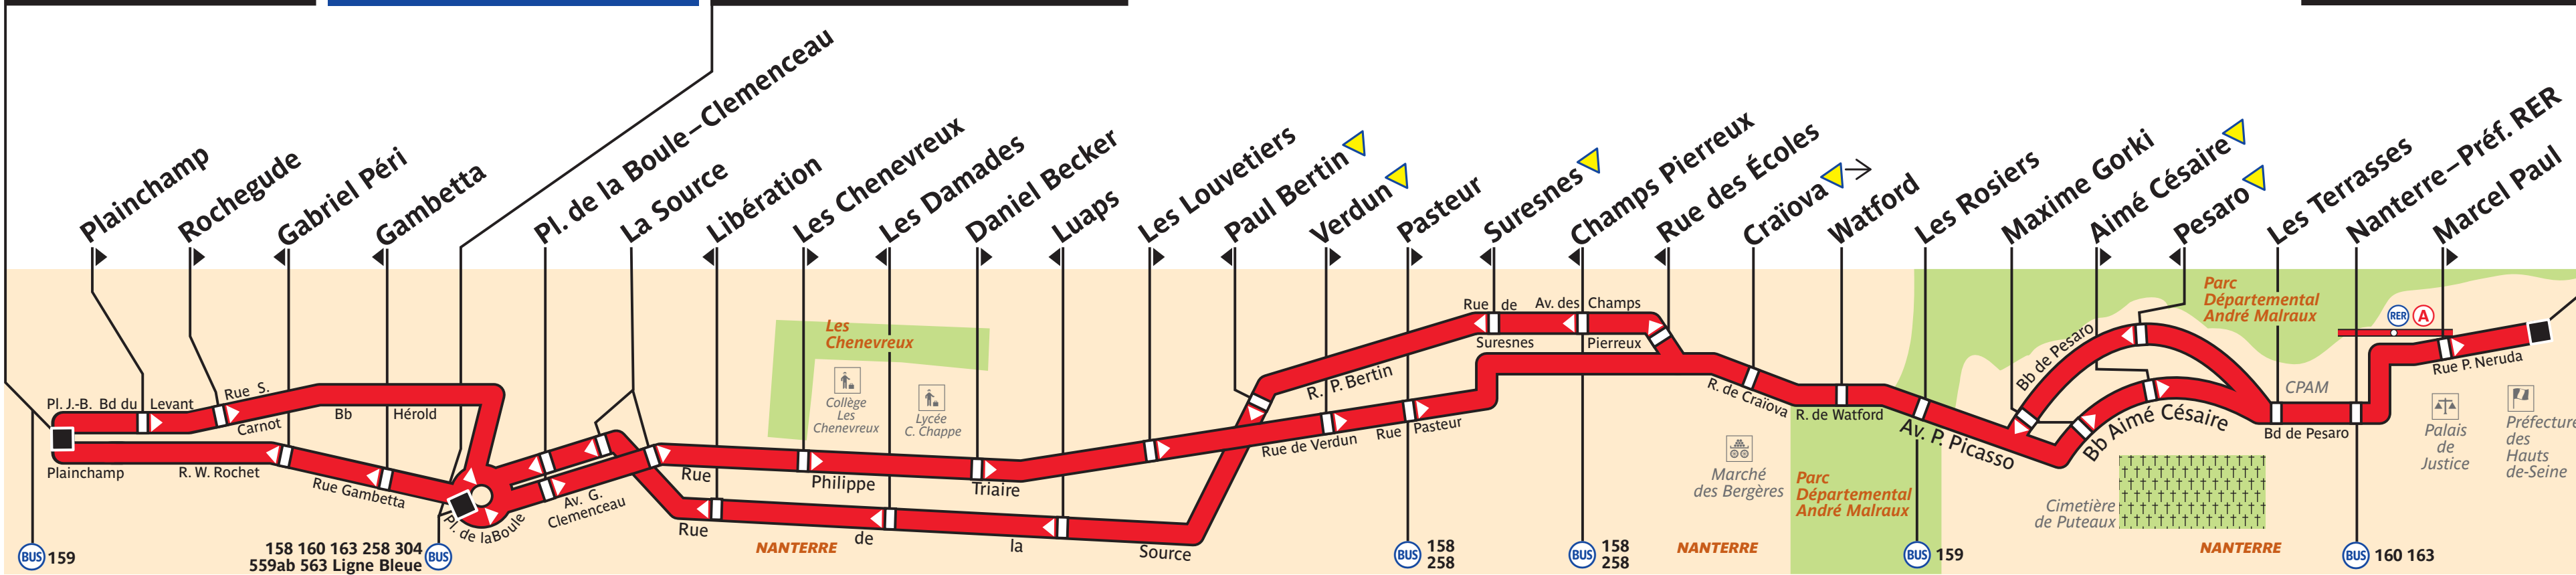 Plainchamp
Rochegude
Gabriel Péri
Gambetta
Pl. de la Boule–Clemenceau
La Source
Libération
Les Chenevreux
Les Damades
Daniel Becker
Luaps
Les Louvetiers
Paul Bertin
Verdun
Pasteur
Suresnes
Champs Pierreux
Rue des Écoles
Craïova
Watford
Les Rosiers
Maxime Gorki
Aimé Césaire
Pesaro
Les Terrasses
Nanterre–Préf. RER
Marcel Paul
Pl. J.-B. Bd du Levant
Rue S.
Carnot
Bb Hérold
Plainchamp
R. W. Rochet
Rue Gambetta
Pl. de la Boule
Av. G.
Clemenceau
Les
Chenevreux
Collège
Les
Chenevreux
Lycée
C. Chappe
Rue Philippe Triaire
Rue de la Source
R. P. Bertin
Rue de Verdun
Rue Pasteur
Rue de
Suresnes
Av. des Champs
Pierreux
R. de Craïova
R. de Watford
Av. P. Picasso
Marché
des Bergères
Parc
Départemental
André Malraux
Bb de Pesaro
Bb Aimé Césaire
Parc
Départemental
André Malraux
CPAM
Bd de Pesaro
Cimetière
de Puteaux
RER A
Rue P. Neruda
Palais
de
Justice
Préfecture
des
Hauts
de-Seine
BUS 159
158 160 163 258 304
559ab 563 Ligne Bleue
BUS
NANTERRE
BUS 158
258
BUS 158
258
NANTERRE
BUS 159
NANTERRE
BUS 160 163